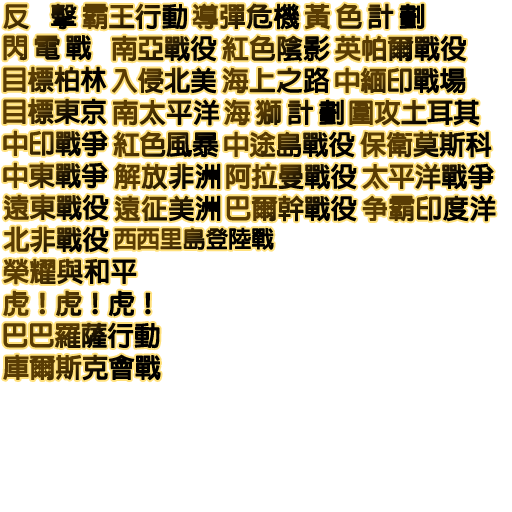 反 擊 霸王行動 導彈危機 黃 色 計 劃
閃 電 戰 南亞戰役 紅色陰影 英帕爾戰役
目標柏林 入侵北美 海上之路 中緬印戰場
目標東京 南太平洋 海 獅 計 劃 圍攻土耳其
中印戰爭 紅色風暴 中途島戰役 保衛莫斯科
中東戰爭 解放非洲 阿拉曼戰役 太平洋戰爭
遠東戰役 遠征美洲 巴爾幹戰役 争霸印度洋
北非戰役 西西里島登陸戰
榮耀與和平
虎！虎！虎！
巴巴羅薩行動
庫爾斯克會戰